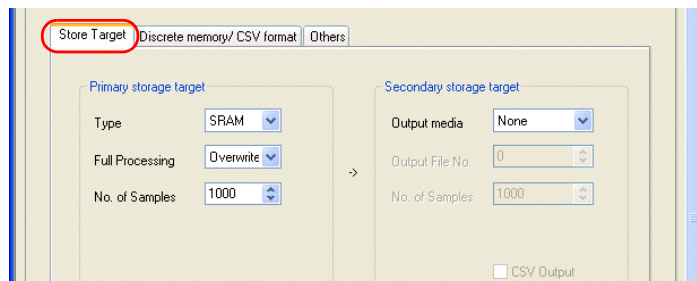 Store Target Discrete memory/ CSV format Others
Primary storage target
Type SRAM
Full Processing Overwrite
No. of Samples 1000
->
Secondary storage target
Output media None
Output File No. 0
No. of Samples 1000
CSV Output